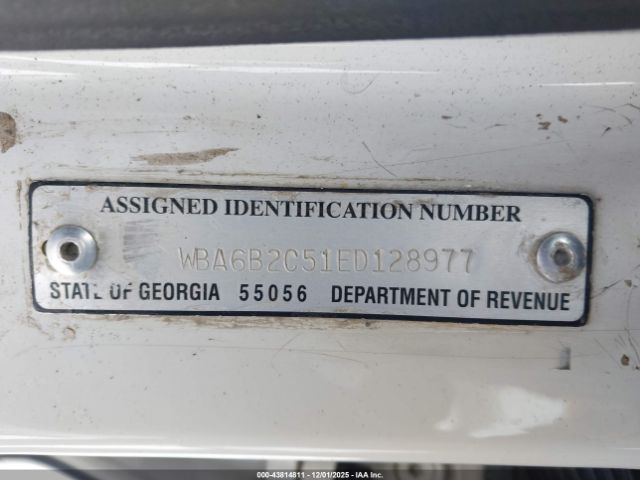 ASSIGNED IDENTIFICATION NUMBER
WBA6B2C51ED128977
STATE OF GEORGIA 55056 DEPARTMENT OF REVENUE
000-43814811 - 12/01/2025 - IAA Inc.